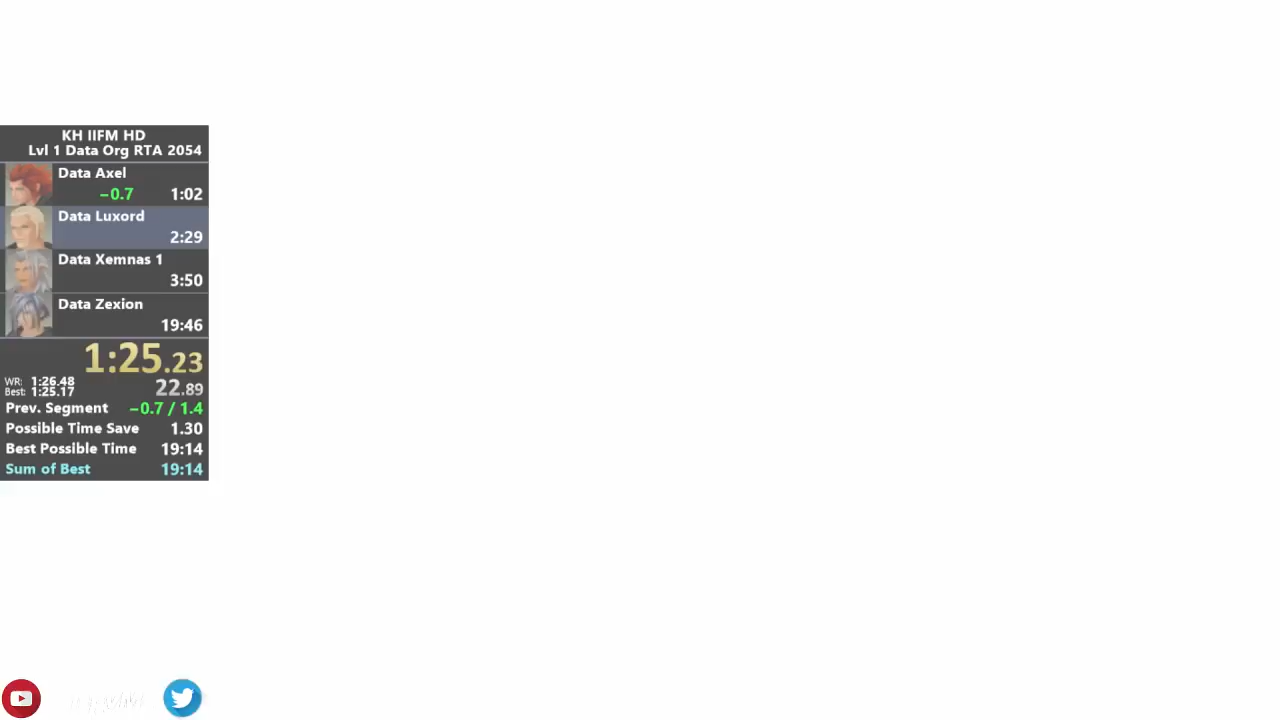 KH IIFM HD
Lvl 1 Data Org RTA 2054
Data Axel
−0.7 1:02
Data Luxord
2:29
Data Xemnas 1
3:50
Data Zexion
19:46
1:25.23
WR: 1:26.48
Best: 1:25.17
22.89
Prev. Segment −0.7 / 1.4
Possible Time Save 1.30
Best Possible Time 19:14
Sum of Best 19:14